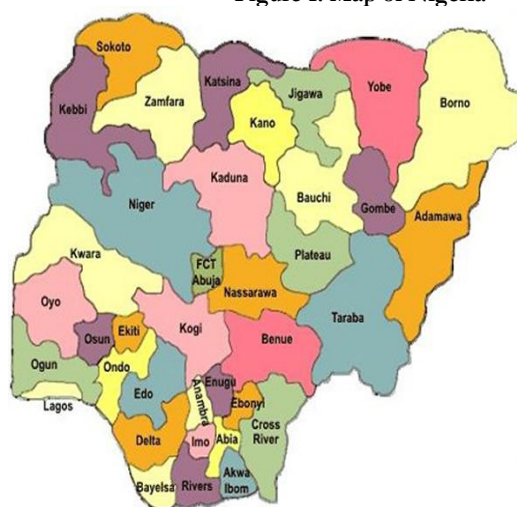 Figure 1. Map of Nigeria
Sokoto
Katsina
Jigawa
Yobe
Borno
Kebbi
Zamfara
Kano
Kaduna
Bauchi
Gombe
Adamawa
Niger
Plateau
Kwara
FCT
Abuja
Nassarawa
Taraba
Oyo
Kogi
Benue
Osun
Ekiti
Ogun
Ondo
Edo
Enugu
Anambra
Ebonyi
Lagos
Cross
River
Delta
Imo
Abia
Bayelsa
Rivers
Akwa
Ibom